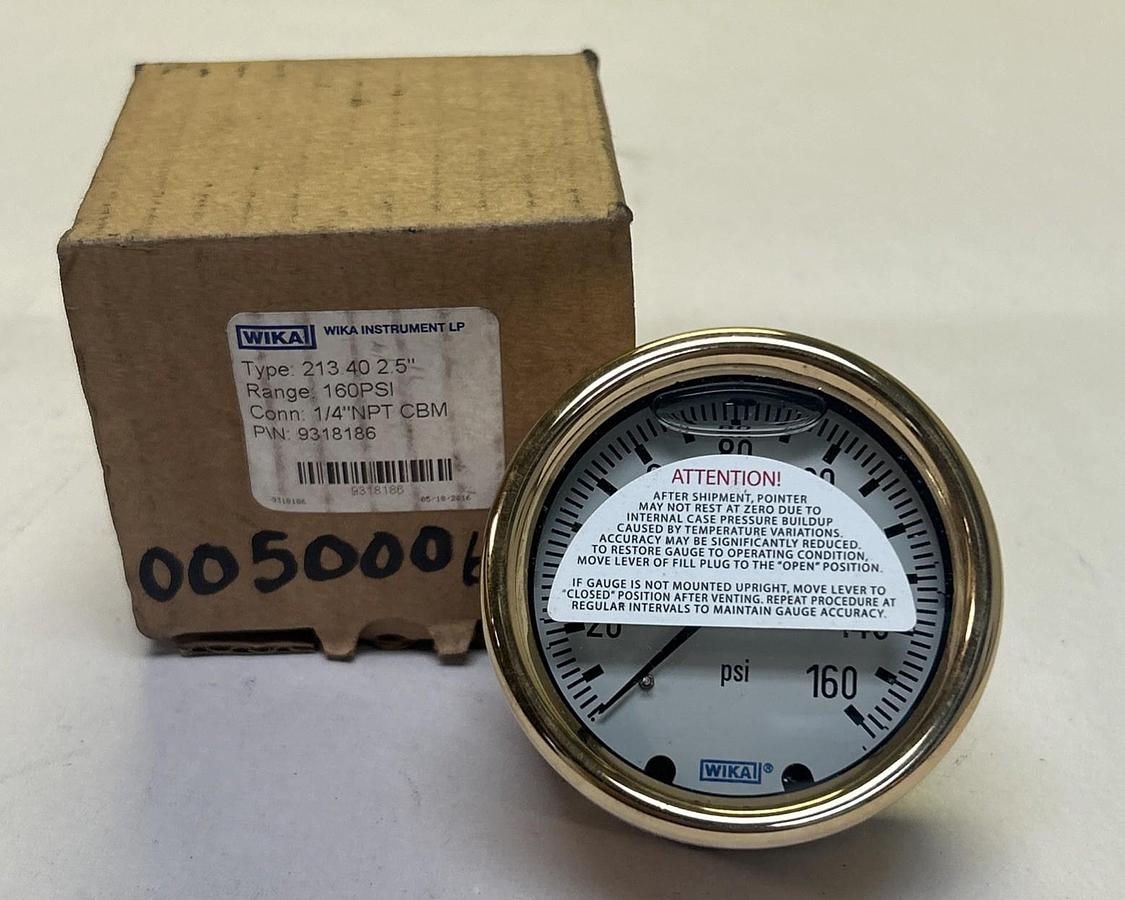 WIKA WIKA INSTRUMENT LP
Type: 213.40 2.5"
Range: 160PSI
Conn: 1/4"NPT CBM
P\N: 9318186
9318186
9318186 05/18/2016
005000
80
ATTENTION!
AFTER SHIPMENT, POINTER
MAY NOT REST AT ZERO DUE TO
INTERNAL CASE PRESSURE BUILDUP
CAUSED BY TEMPERATURE VARIATIONS.
ACCURACY MAY BE SIGNIFICANTLY REDUCED.
TO RESTORE GAUGE TO OPERATING CONDITION,
MOVE LEVER OF FILL PLUG TO THE "OPEN" POSITION.
IF GAUGE IS NOT MOUNTED UPRIGHT, MOVE LEVER TO
"CLOSED" POSITION AFTER VENTING. REPEAT PROCEDURE AT
REGULAR INTERVALS TO MAINTAIN GAUGE ACCURACY.
20
psi 160
WIKA®